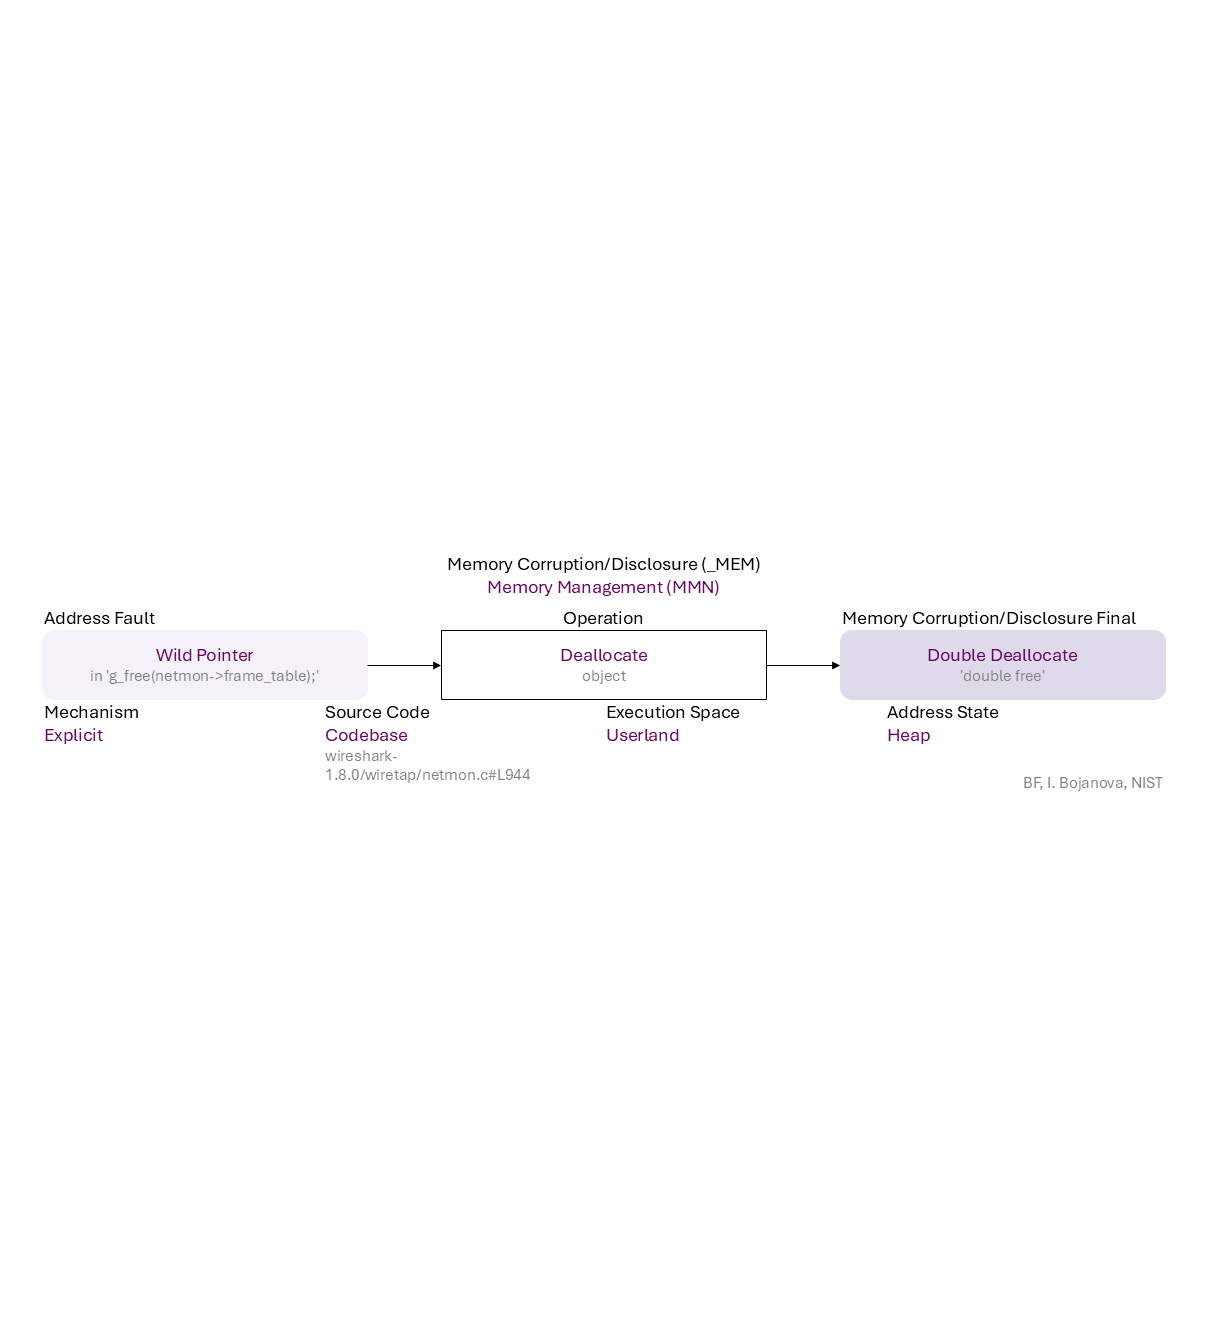 Memory Corruption/Disclosure (_MEM)
Memory Management (MMN)
Address Fault
Operation
Memory Corruption/Disclosure Final
Wild Pointer
in 'g_free(netmon->frame_table);'
Deallocate
object
Double Deallocate
'double free'
Mechanism
Explicit
Source Code
Codebase
wireshark-
1.8.0/wiretap/netmon.c#L944
Execution Space
Userland
Address State
Heap
BF, I. Bojanova, NIST